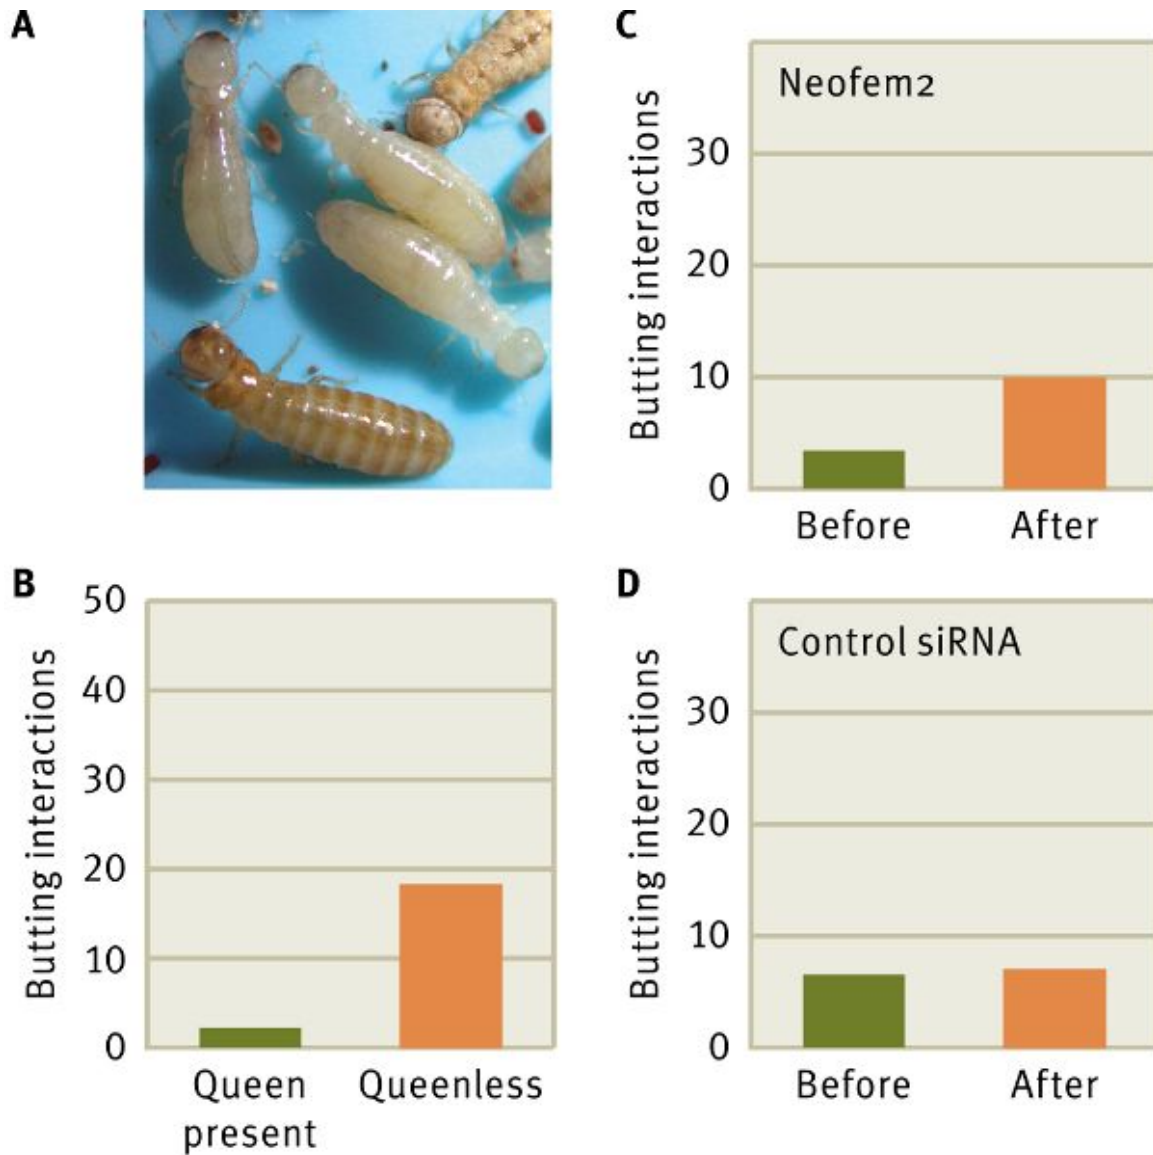 A
B
Butting interactions
50
40
30
20
10
0
Queen present
Queenless
C
Neofem2
Butting interactions
30
20
10
0
Before
After
D
Control siRNA
Butting interactions
30
20
10
0
Before
After